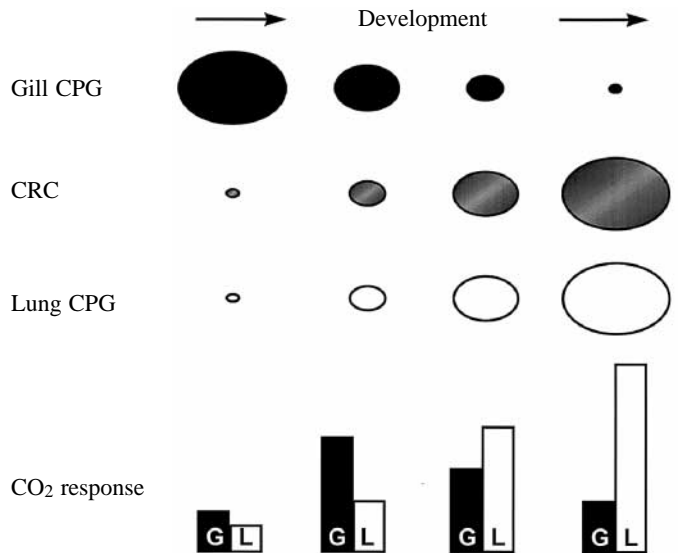 Development
Gill CPG
CRC
Lung CPG
CO₂ response
G L G L G L G L